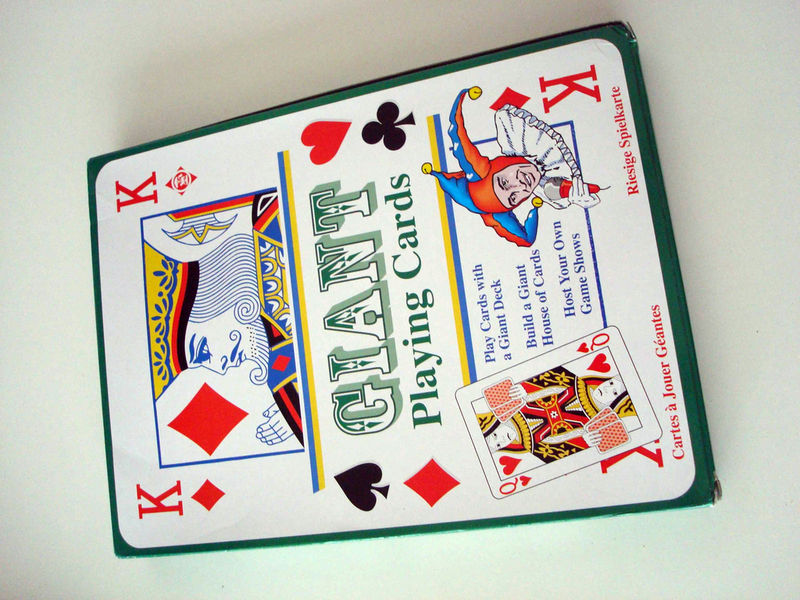 K K
GIANT
Playing Cards
Play Cards with
a Giant Deck
Build a Giant
House of Cards
Host Your Own
Game Shows
Q
Q
K
K
Cartes à Jouer Géantes
Riesige Spielkarte